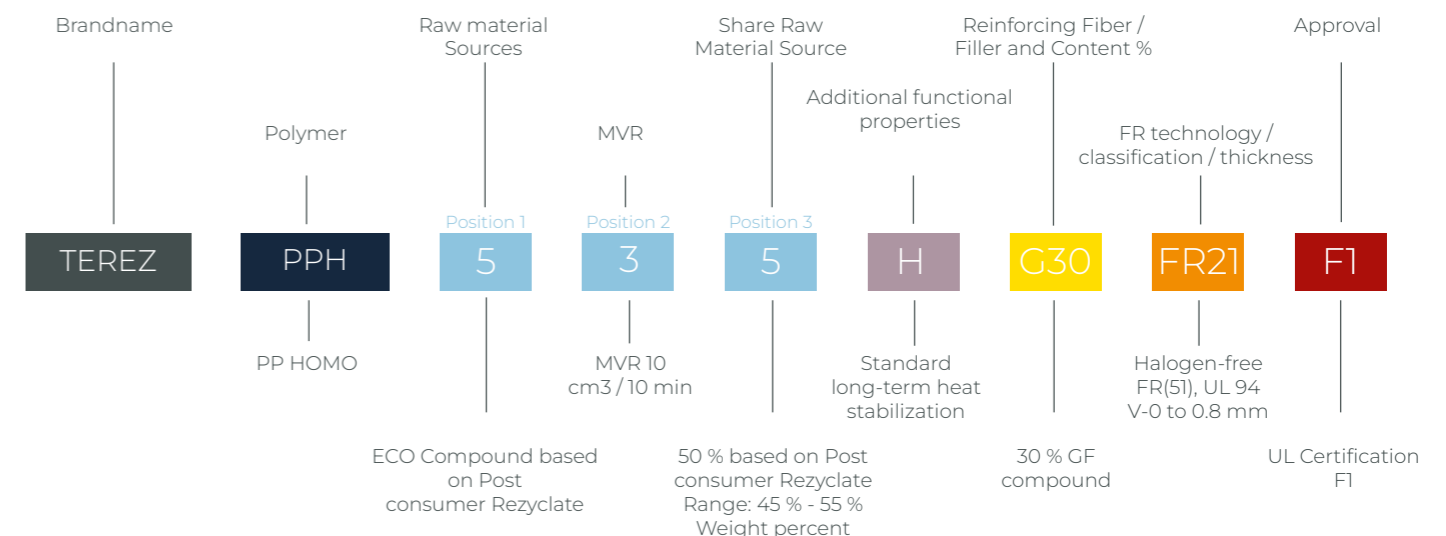 Brandname
Raw material
Sources
Share Raw
Material Source
Reinforcing Fiber /
Filler and Content %
Approval
Polymer
MVR
Additional functional
properties
FR technology /
classification / thickness
Position 1
Position 2
Position 3
TEREZ
PPH
5
3
5
H
G30
FR21
F1
PP HOMO
MVR 10
cm3 / 10 min
Standard
long-term heat
stabilization
Halogen-free
FR(51), UL 94
V-0 to 0.8 mm
ECO Compound based
on Post
consumer Rezyclate
50 % based on Post
consumer Rezyclate
Range: 45 % - 55 %
Weight percent
30 % GF
compound
UL Certification
F1